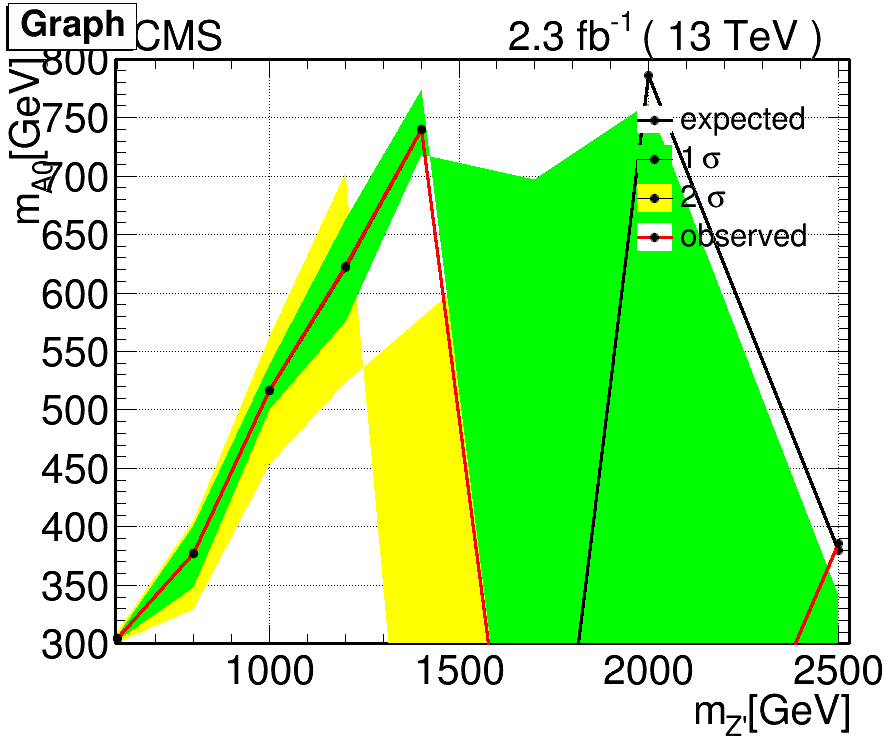 Graph
CMS
2.3 fb-1 ( 13 TeV )
mA0[GeV]
800
750
700
650
600
550
500
450
400
350
300
expected
1 σ
2 σ
observed
1000
1500
2000
2500
mZ'[GeV]